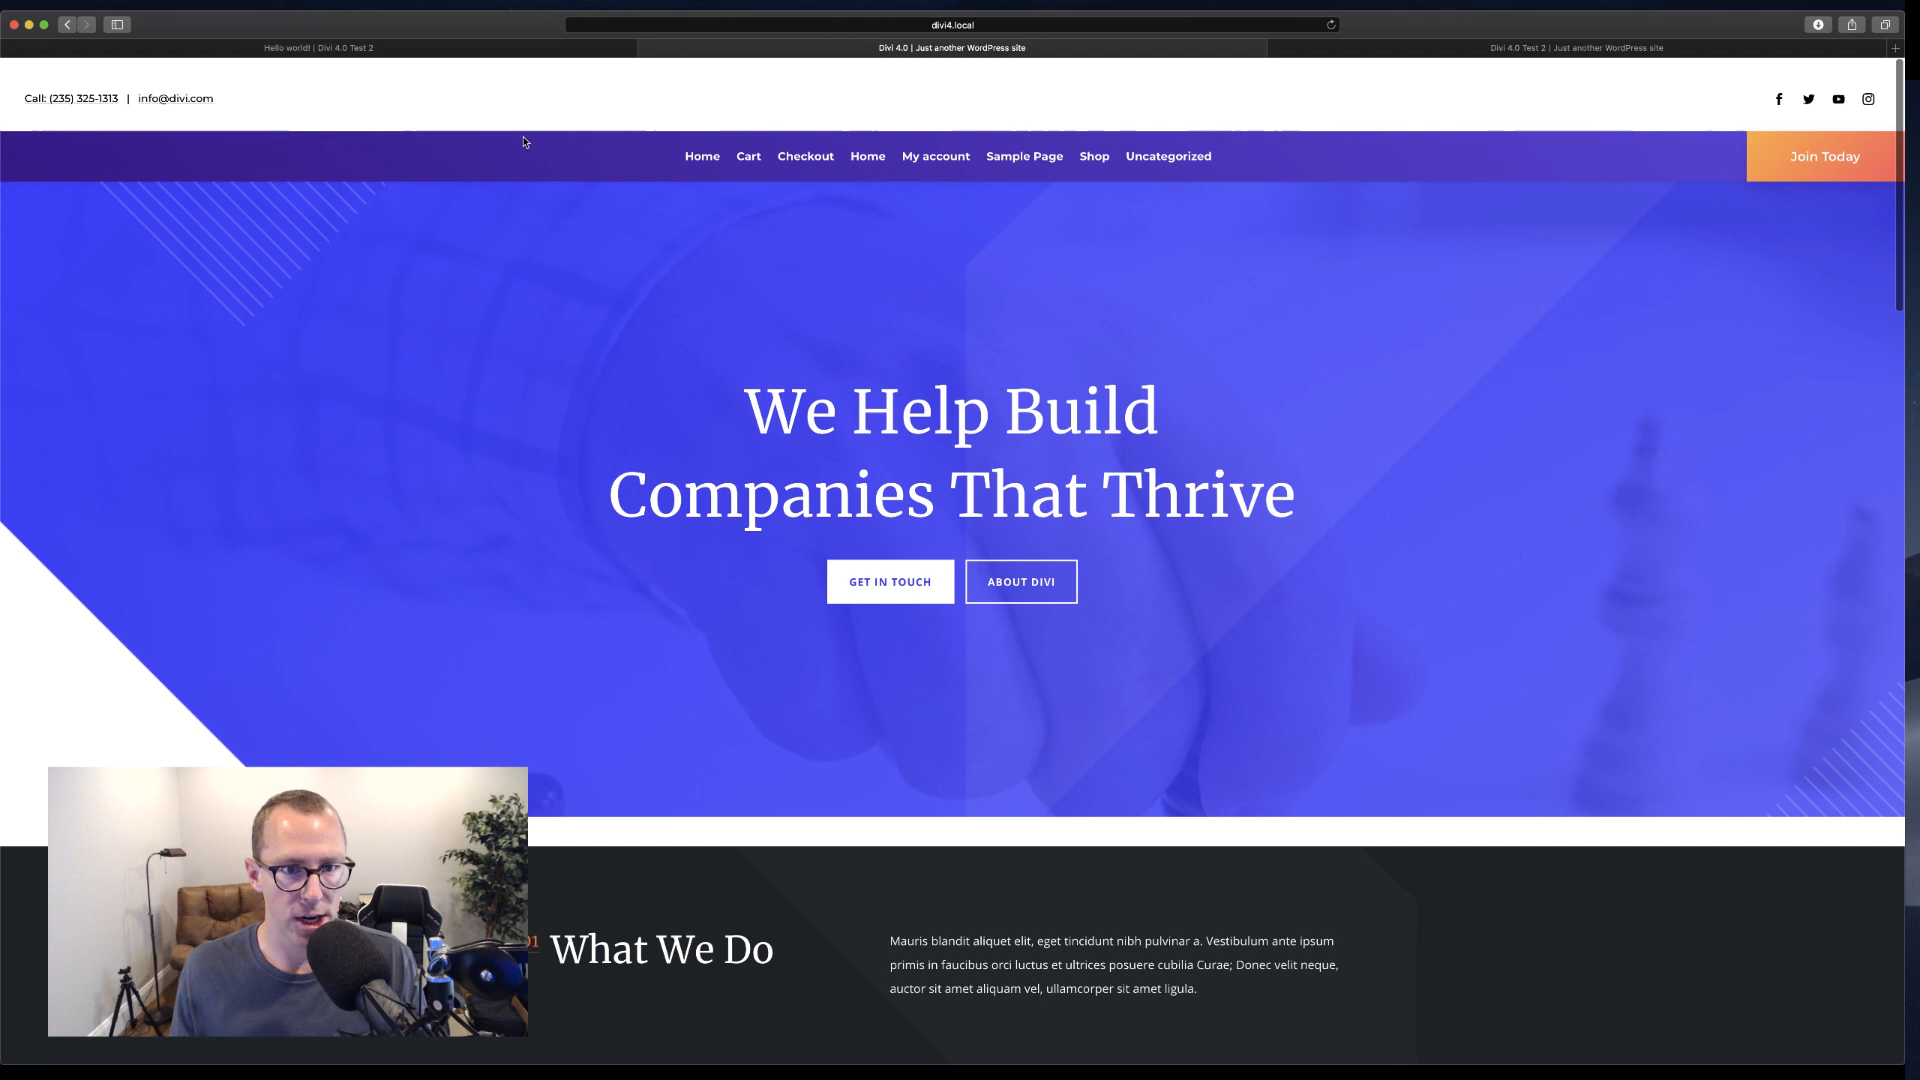 divi4.local
Hello world! | Divi 4.0 Test 2
Divi 4.0 | Just another WordPress site
Divi 4.0 Test 2 | Just another WordPress site
Call: (235) 325-1313 | info@divi.com
Home Cart Checkout Home My account Sample Page Shop Uncategorized
Join Today
We Help Build
Companies That Thrive
GET IN TOUCH
ABOUT DIVI
01 What We Do
Mauris blandit aliquet elit, eget tincidunt nibh pulvinar a. Vestibulum ante ipsum
primis in faucibus orci luctus et ultrices posuere cubilia Curae; Donec velit neque,
auctor sit amet aliquam vel, ullamcorper sit amet ligula.